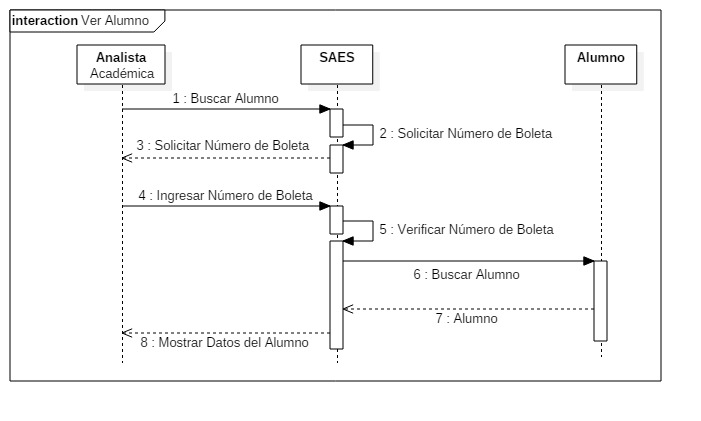 interaction Ver Alumno
Analista
Académica
SAES
Alumno
1 : Buscar Alumno
2 : Solicitar Número de Boleta
3 : Solicitar Número de Boleta
4 : Ingresar Número de Boleta
5 : Verificar Número de Boleta
6 : Buscar Alumno
7 : Alumno
8 : Mostrar Datos del Alumno